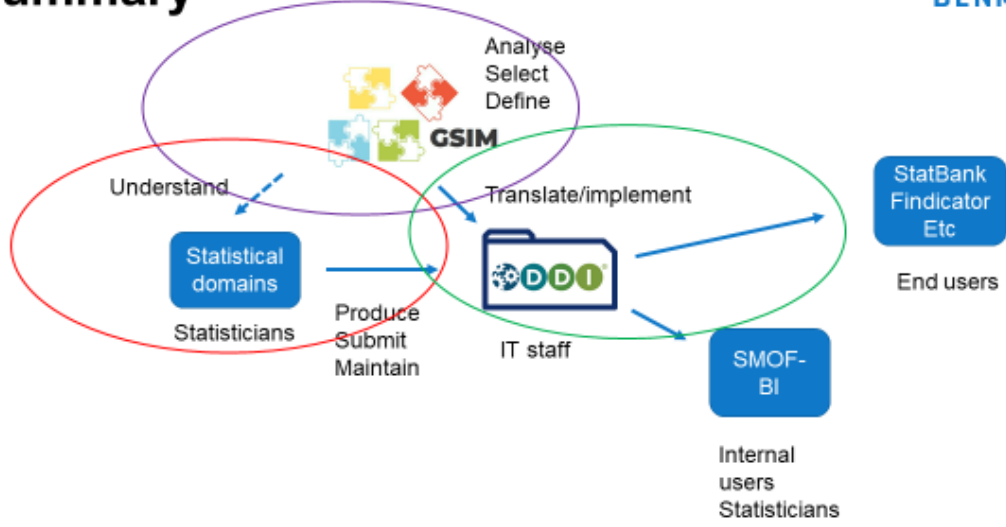 Analyse
Select
Define
GSIM
Understand
Translate/implement
StatBank
Findicator
Etc
Statistical
domains
DDI
End users
Statisticians
Produce
Submit
Maintain
IT staff
SMOF-
BI
Internal
users
Statisticians